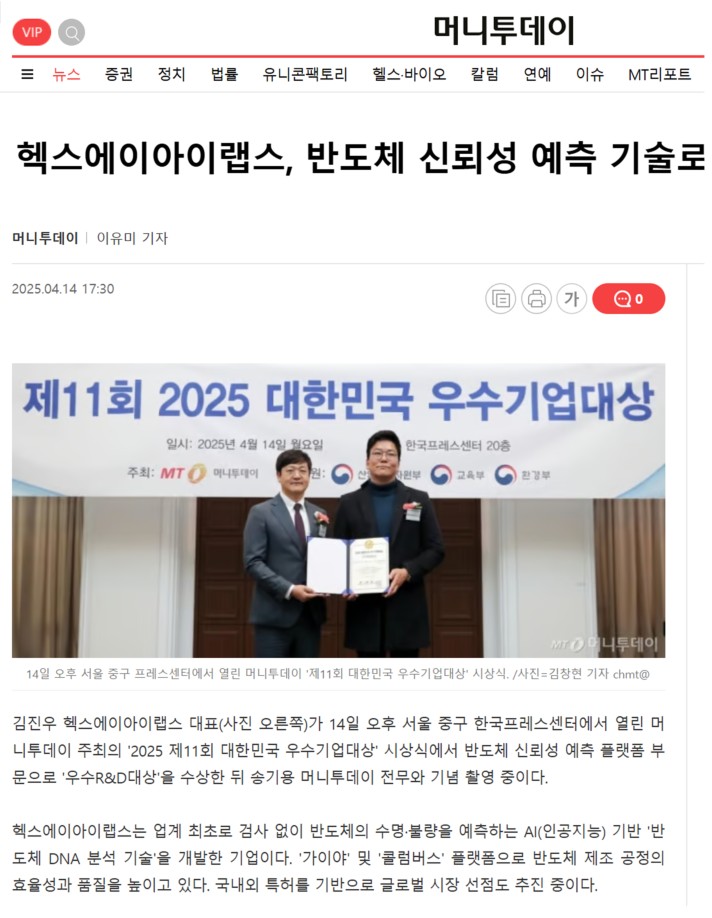 VIP
머니투데이
뉴스 증권 정치 법률 유니콘팩토리 헬스·바이오 칼럼 연예 이슈 MT리포트
헥스에이아이랩스, 반도체 신뢰성 예측 기술로
머니투데이 이유미 기자
2025.04.14 17:30
가
0
제11회 2025 대한민국 우수기업대상
일시: 2025년 4월 14일 월요일 한국프레스센터 20층
주최: MT 머니투데이 원: 산 자원부 교육부 환경부
MT 머니투데이
14일 오후 서울 중구 프레스센터에서 열린 머니투데이 '제11회 대한민국 우수기업대상' 시상식. /사진=김창현 기자 chmt@
김진우 헥스에이아이랩스 대표(사진 오른쪽)가 14일 오후 서울 중구 한국프레스센터에서 열린 머
니투데이 주최의 '2025 제11회 대한민국 우수기업대상' 시상식에서 반도체 신뢰성 예측 플랫폼 부
문으로 '우수R&D대상'을 수상한 뒤 송기용 머니투데이 전무와 기념 촬영 중이다.
헥스에이아이랩스는 업계 최초로 검사 없이 반도체의 수명·불량을 예측하는 AI(인공지능) 기반 '반
도체 DNA 분석 기술'을 개발한 기업이다. '가이아' 및 '콜럼버스' 플랫폼으로 반도체 제조 공정의
효율성과 품질을 높이고 있다. 국내외 특허를 기반으로 글로벌 시장 선점도 추진 중이다.